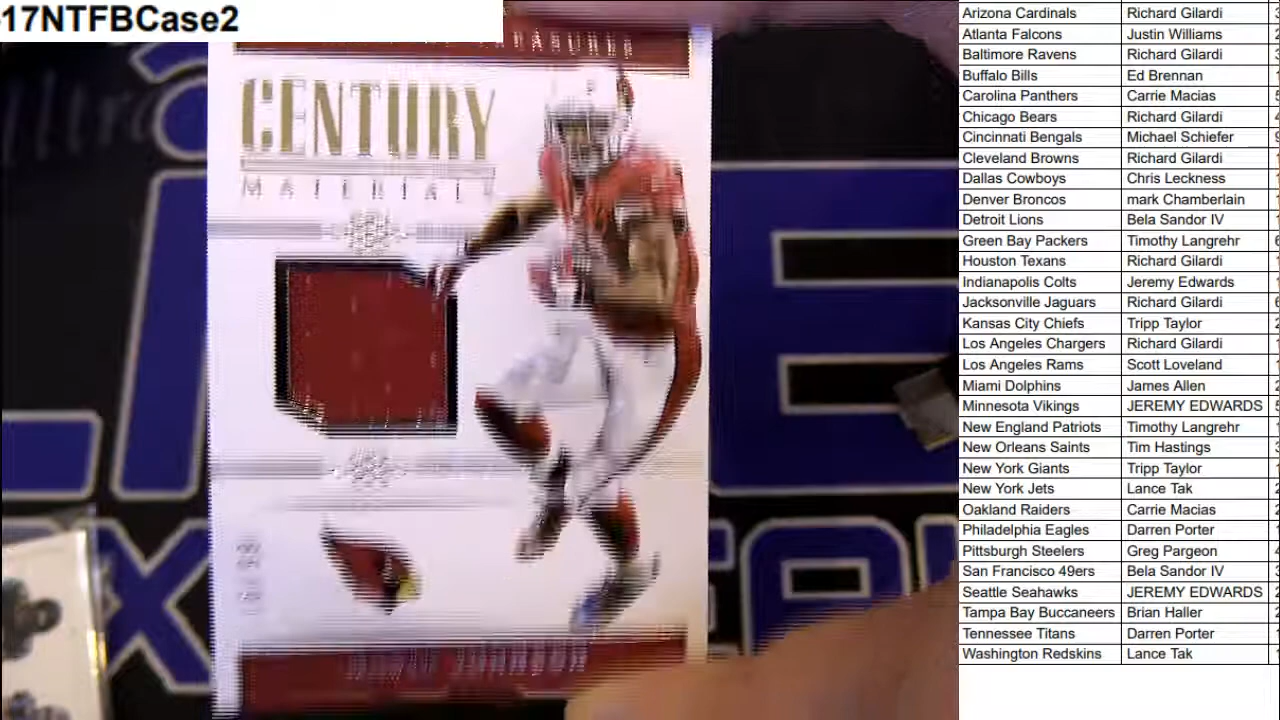 17NTFBCase2
CENTURY
MATERIALS
Arizona Cardinals Richard Gilardi
Atlanta Falcons Justin Williams
Baltimore Ravens Richard Gilardi
Buffalo Bills Ed Brennan
Carolina Panthers Carrie Macias
Chicago Bears Richard Gilardi
Cincinnati Bengals Michael Schiefer
Cleveland Browns Richard Gilardi
Dallas Cowboys Chris Leckness
Denver Broncos mark Chamberlain
Detroit Lions Bela Sandor IV
Green Bay Packers Timothy Langrehr
Houston Texans Richard Gilardi
Indianapolis Colts Jeremy Edwards
Jacksonville Jaguars Richard Gilardi
Kansas City Chiefs Tripp Taylor
Los Angeles Chargers Richard Gilardi
Los Angeles Rams Scott Loveland
Miami Dolphins James Allen
Minnesota Vikings JEREMY EDWARDS
New England Patriots Timothy Langrehr
New Orleans Saints Tim Hastings
New York Giants Tripp Taylor
New York Jets Lance Tak
Oakland Raiders Carrie Macias
Philadelphia Eagles Darren Porter
Pittsburgh Steelers Greg Pargeon
San Francisco 49ers Bela Sandor IV
Seattle Seahawks JEREMY EDWARDS
Tampa Bay Buccaneers Brian Haller
Tennessee Titans Darren Porter
Washington Redskins Lance Tak